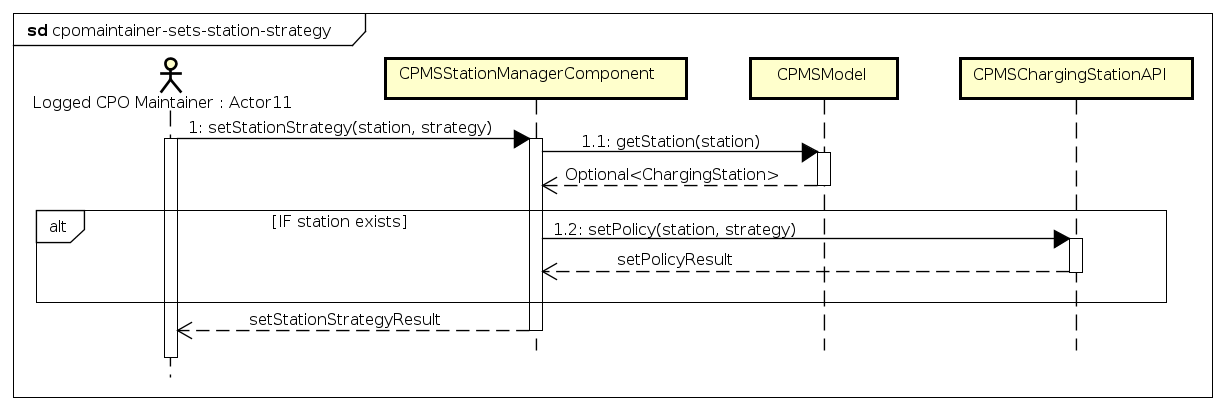 sd cpomaintainer-sets-station-strategy
CPMSStationManagerComponent
CPMSModel
CPMSChargingStationAPI
Logged CPO Maintainer : Actor11
1: setStationStrategy(station, strategy)
1.1: getStation(station)
Optional<ChargingStation>
alt
[IF station exists]
1.2: setPolicy(station, strategy)
setPolicyResult
setStationStrategyResult